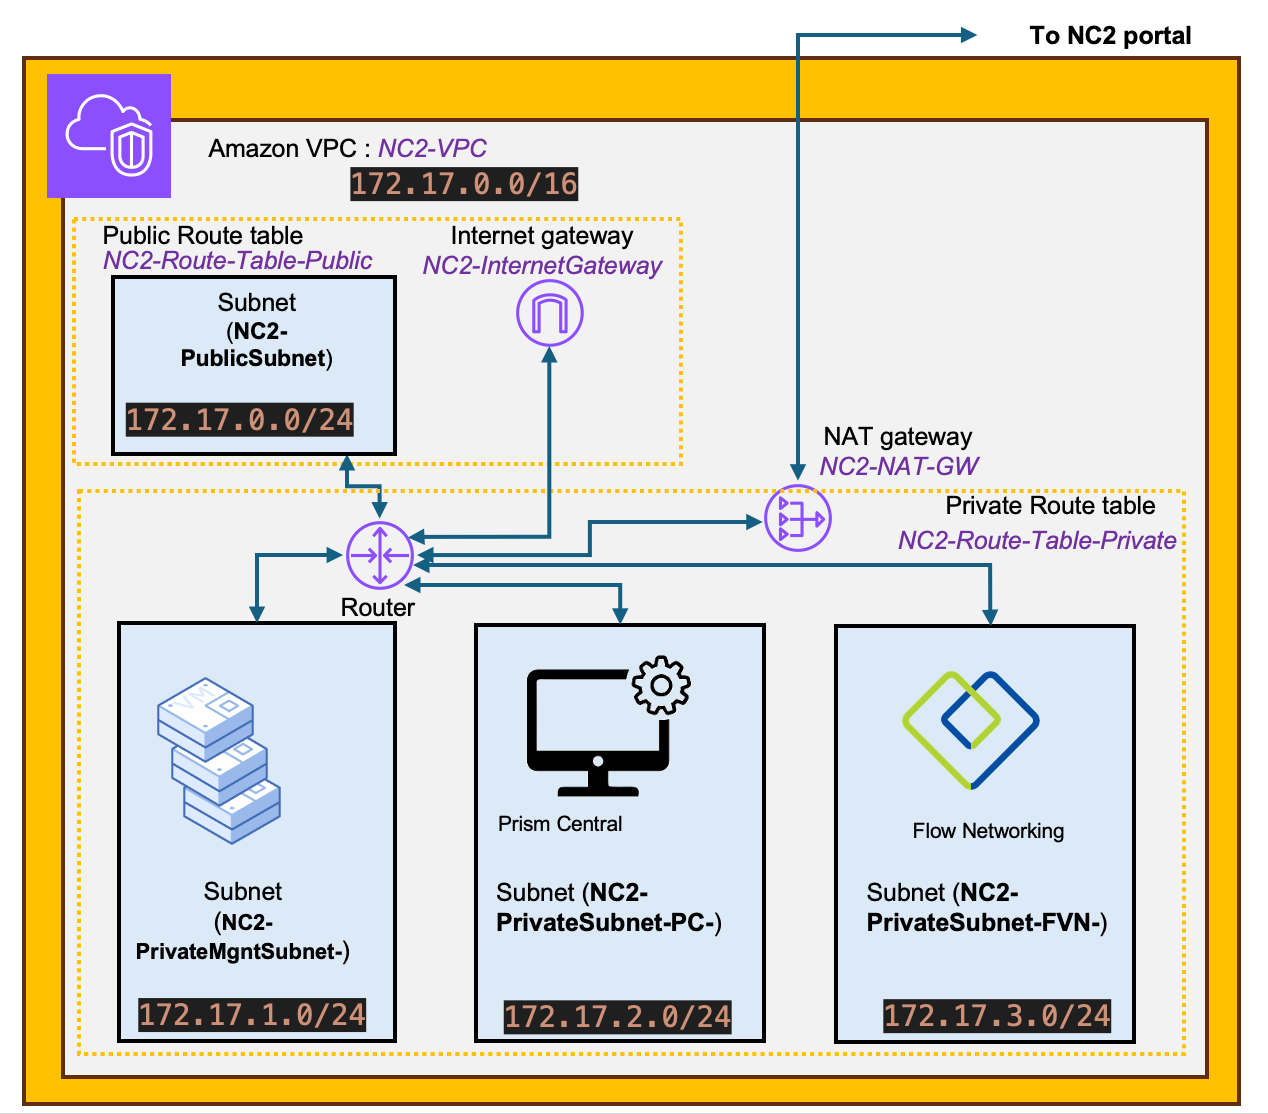 To NC2 portal
Amazon VPC : NC2-VPC
172.17.0.0/16
Public Route table
NC2-Route-Table-Public
Internet gateway
NC2-InternetGateway
Subnet
(NC2-
PublicSubnet)
172.17.0.0/24
NAT gateway
NC2-NAT-GW
Private Route table
NC2-Route-Table-Private
Router
VM
Subnet
(NC2-
PrivateMgntSubnet-)
172.17.1.0/24
Prism Central
Subnet (NC2-
PrivateSubnet-PC-)
172.17.2.0/24
Flow Networking
Subnet (NC2-
PrivateSubnet-FVN-)
172.17.3.0/24